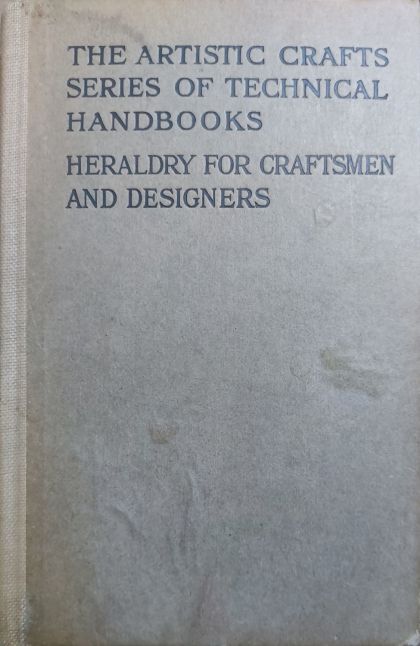 THE ARTISTIC CRAFTS
SERIES OF TECHNICAL
HANDBOOKS
HERALDRY FOR CRAFTSMEN
AND DESIGNERS